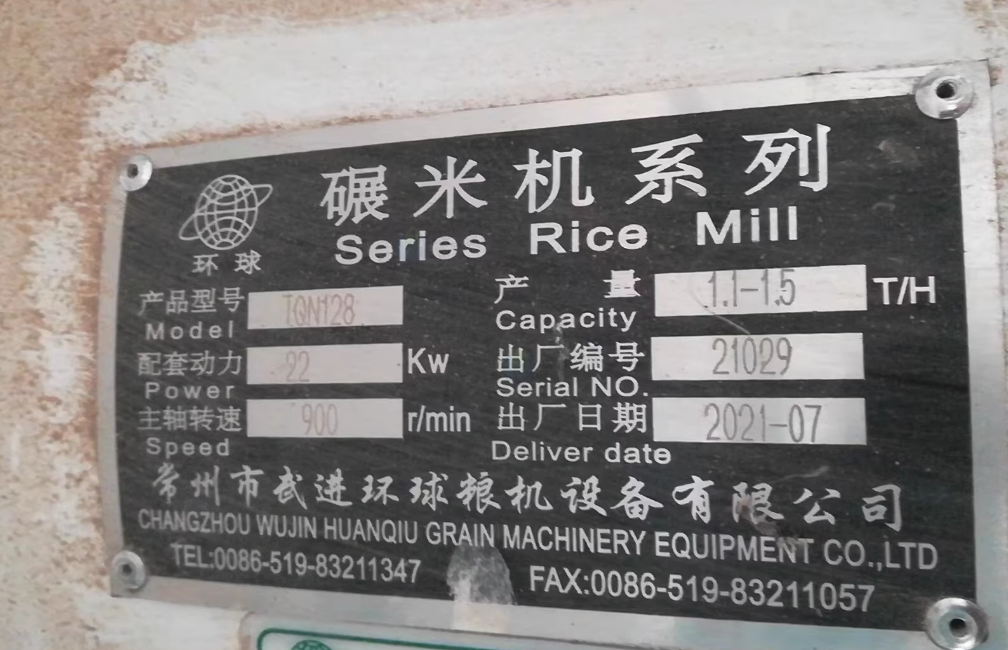 碾米机系列
Series Rice Mill
环球
产品型号 TQN128
Model
配套动力 22 Kw
Power
主轴转速 900 r/min
Speed
产量 1.1-1.5 T/H
Capacity
出厂编号 21029
Serial NO.
出厂日期 2021-07
Deliver date
常州市武进环球粮机设备有限公司
CHANGZHOU WUJIN HUANQIU GRAIN MACHINERY EQUIPMENT CO.,LTD
TEL:0086-519-83211347 FAX:0086-519-83211057